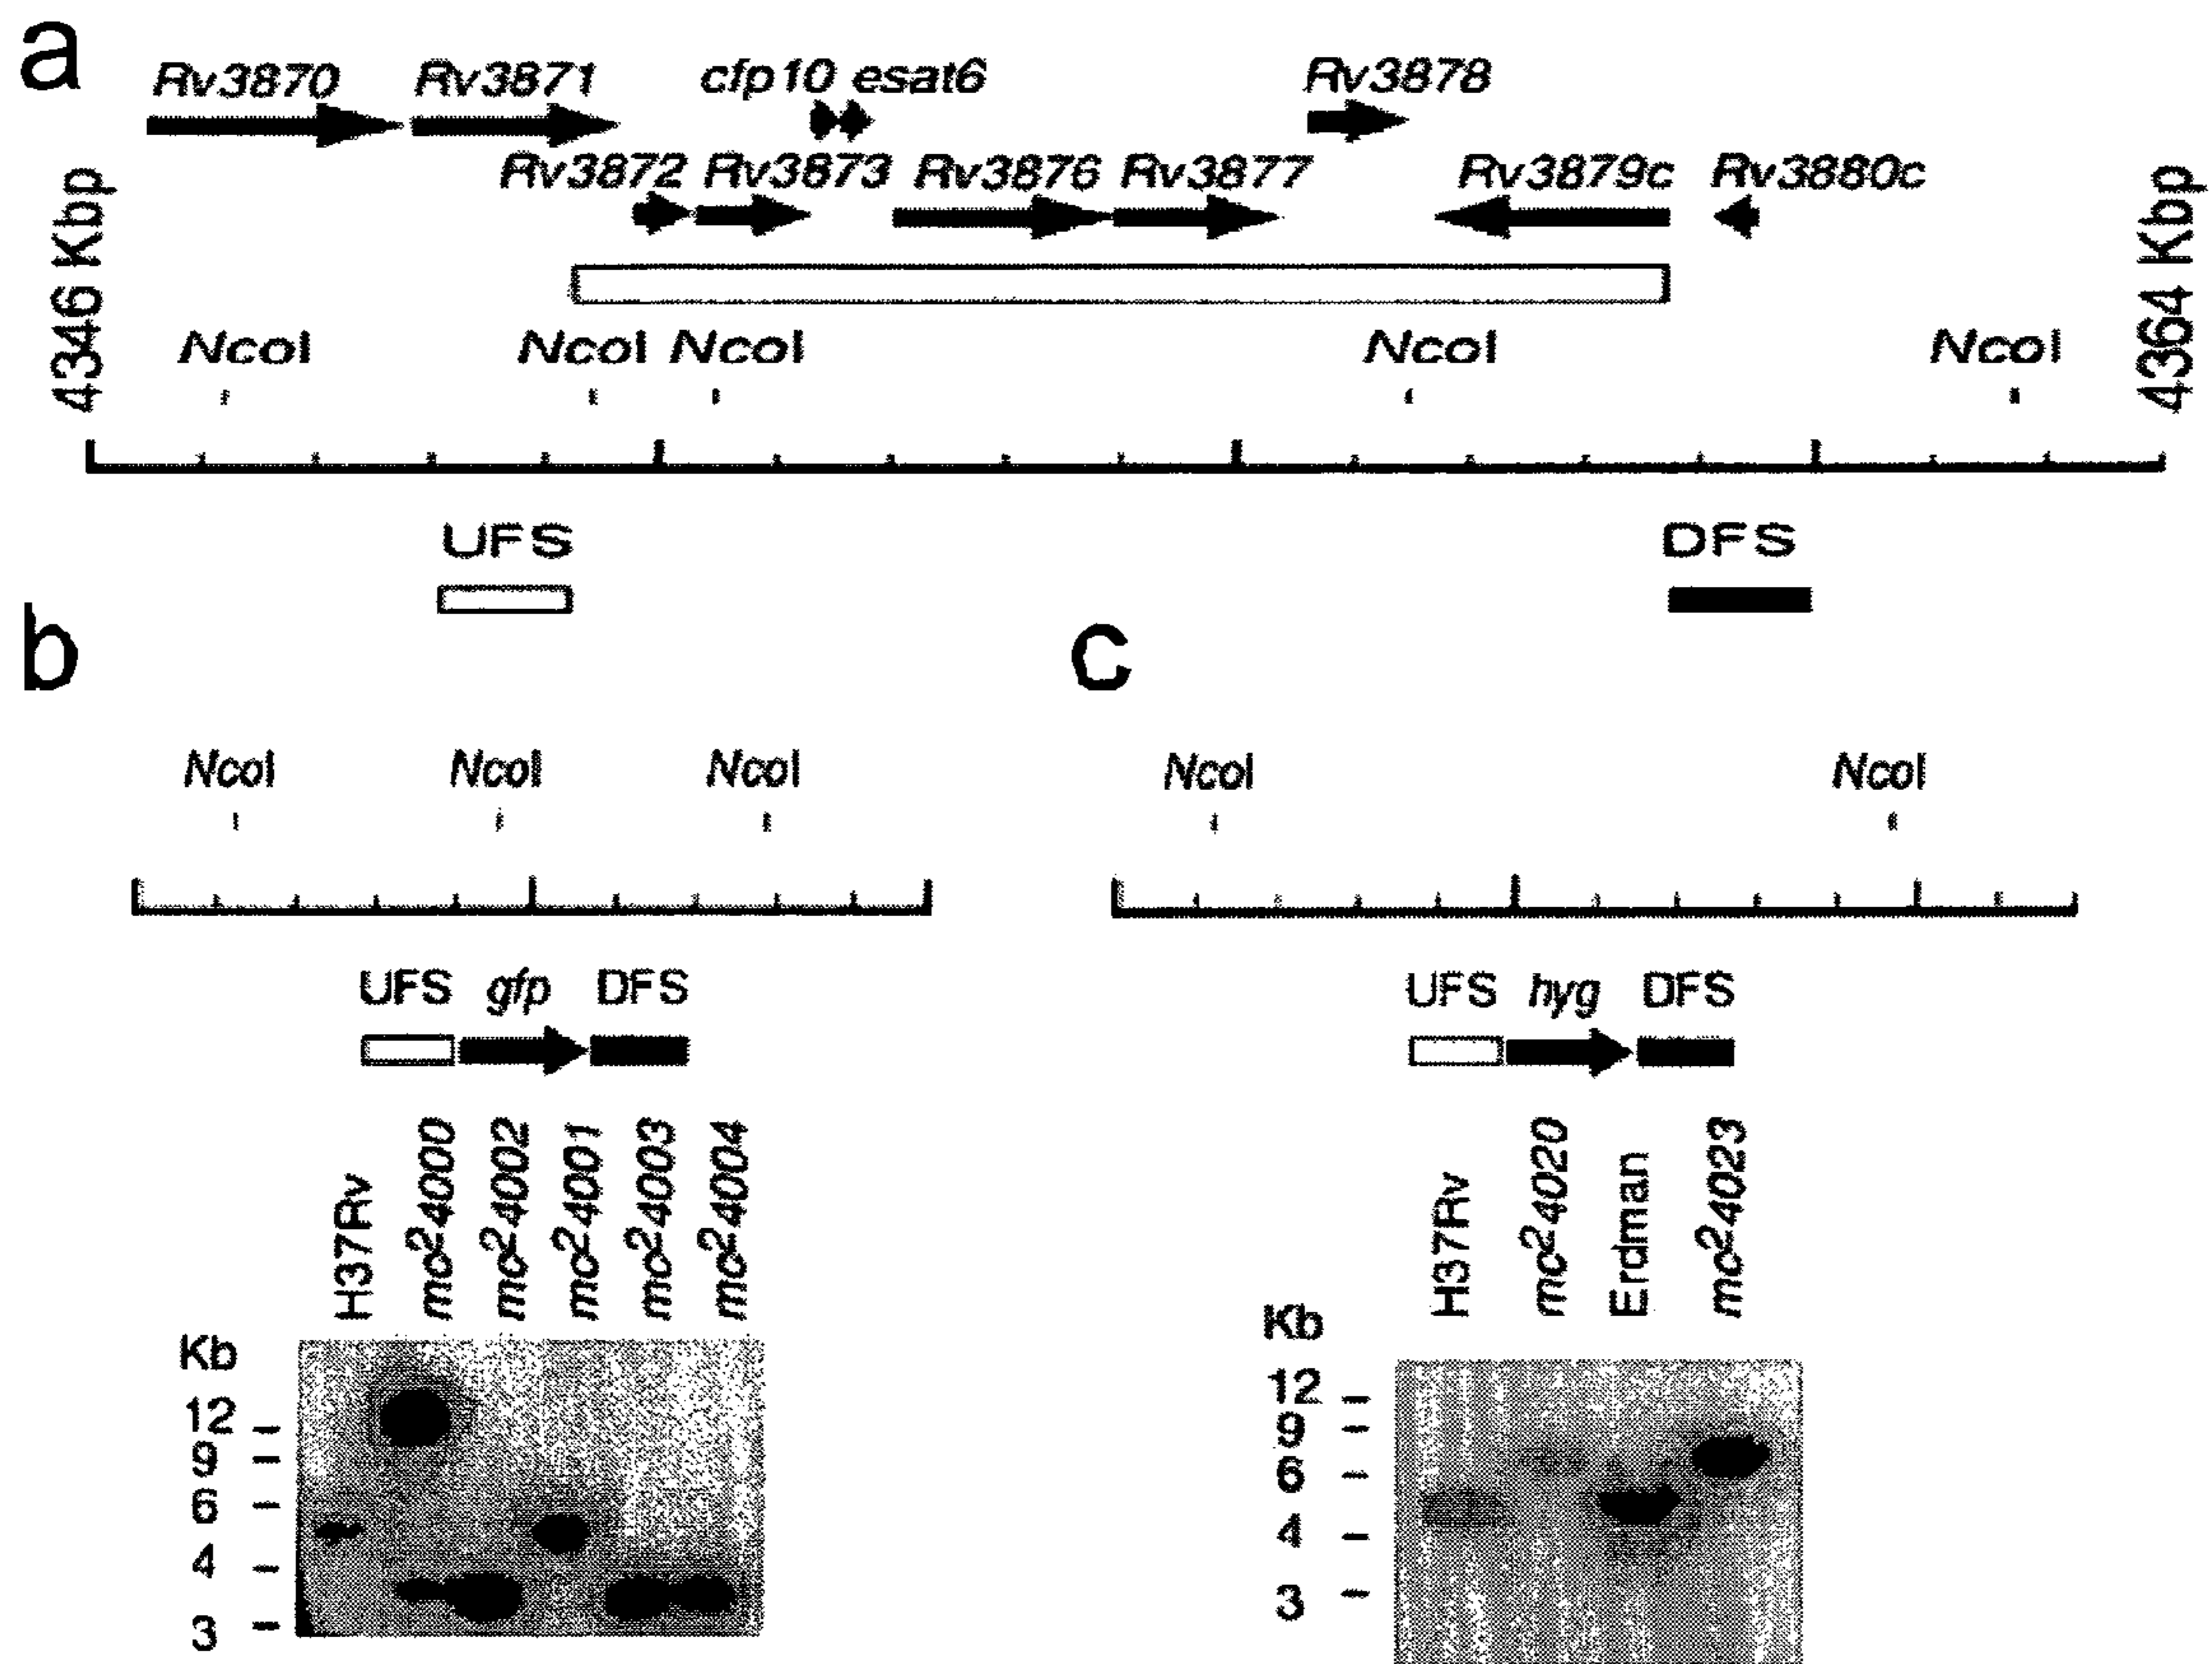 a
Rv3870 Rv3871 cfp10 esat6 Rv3878
Rv3872 Rv3873 Rv3876 Rv3877 Rv3879c Rv3880c
4346 Kbp
4364 Kbp
NcoI NcoI NcoI NcoI NcoI
UFS DFS
b
c
NcoI NcoI NcoI
UFS gfp DFS
H37Rv
mc²4000
mc²4002
mc²4001
mc²4003
mc²4004
Kb
12
9
6
4
3
NcoI NcoI
UFS hyg DFS
H37Rv
mc²4020
Erdman
mc²4023
Kb
12
9
6
4
3